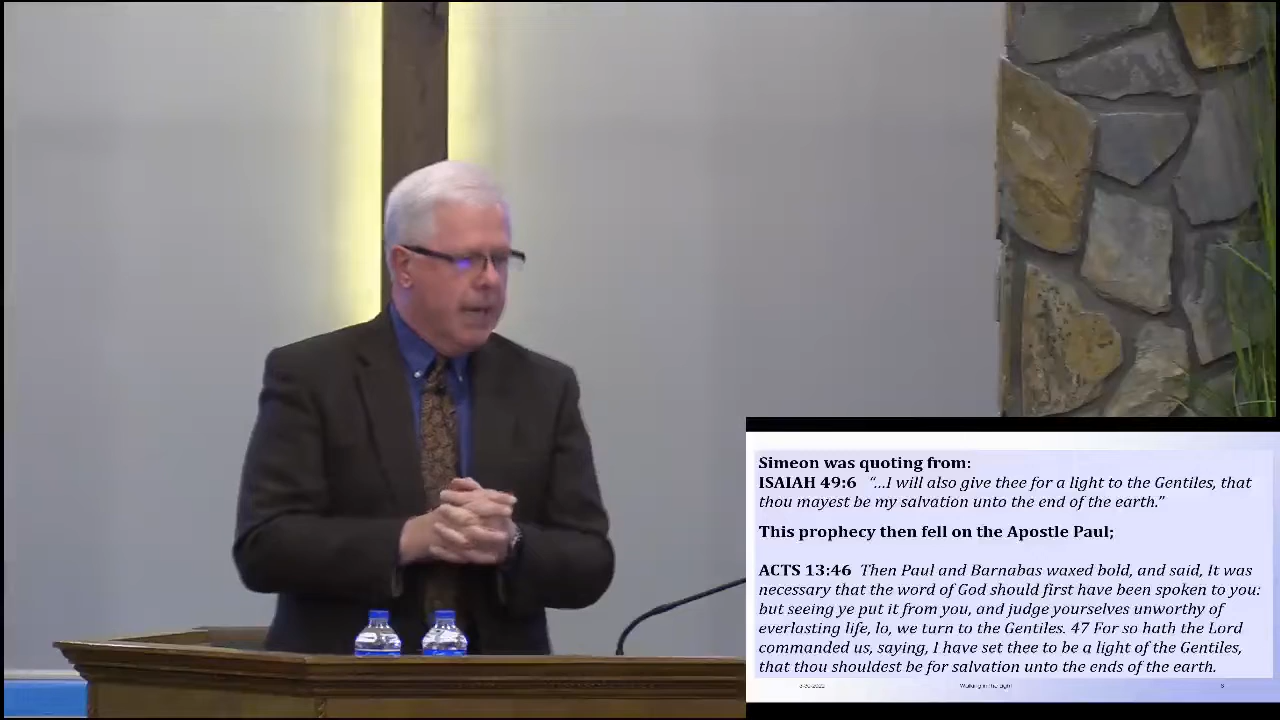 Simeon was quoting from:
ISAIAH 49:6 “...I will also give thee for a light to the Gentiles, that
thou mayest be my salvation unto the end of the earth.”
This prophecy then fell on the Apostle Paul;
ACTS 13:46 Then Paul and Barnabas waxed bold, and said, It was
necessary that the word of God should first have been spoken to you:
but seeing ye put it from you, and judge yourselves unworthy of
everlasting life, lo, we turn to the Gentiles. 47 For so hath the Lord
commanded us, saying, I have set thee to be a light of the Gentiles,
that thou shouldest be for salvation unto the ends of the earth.
Walking in the Light